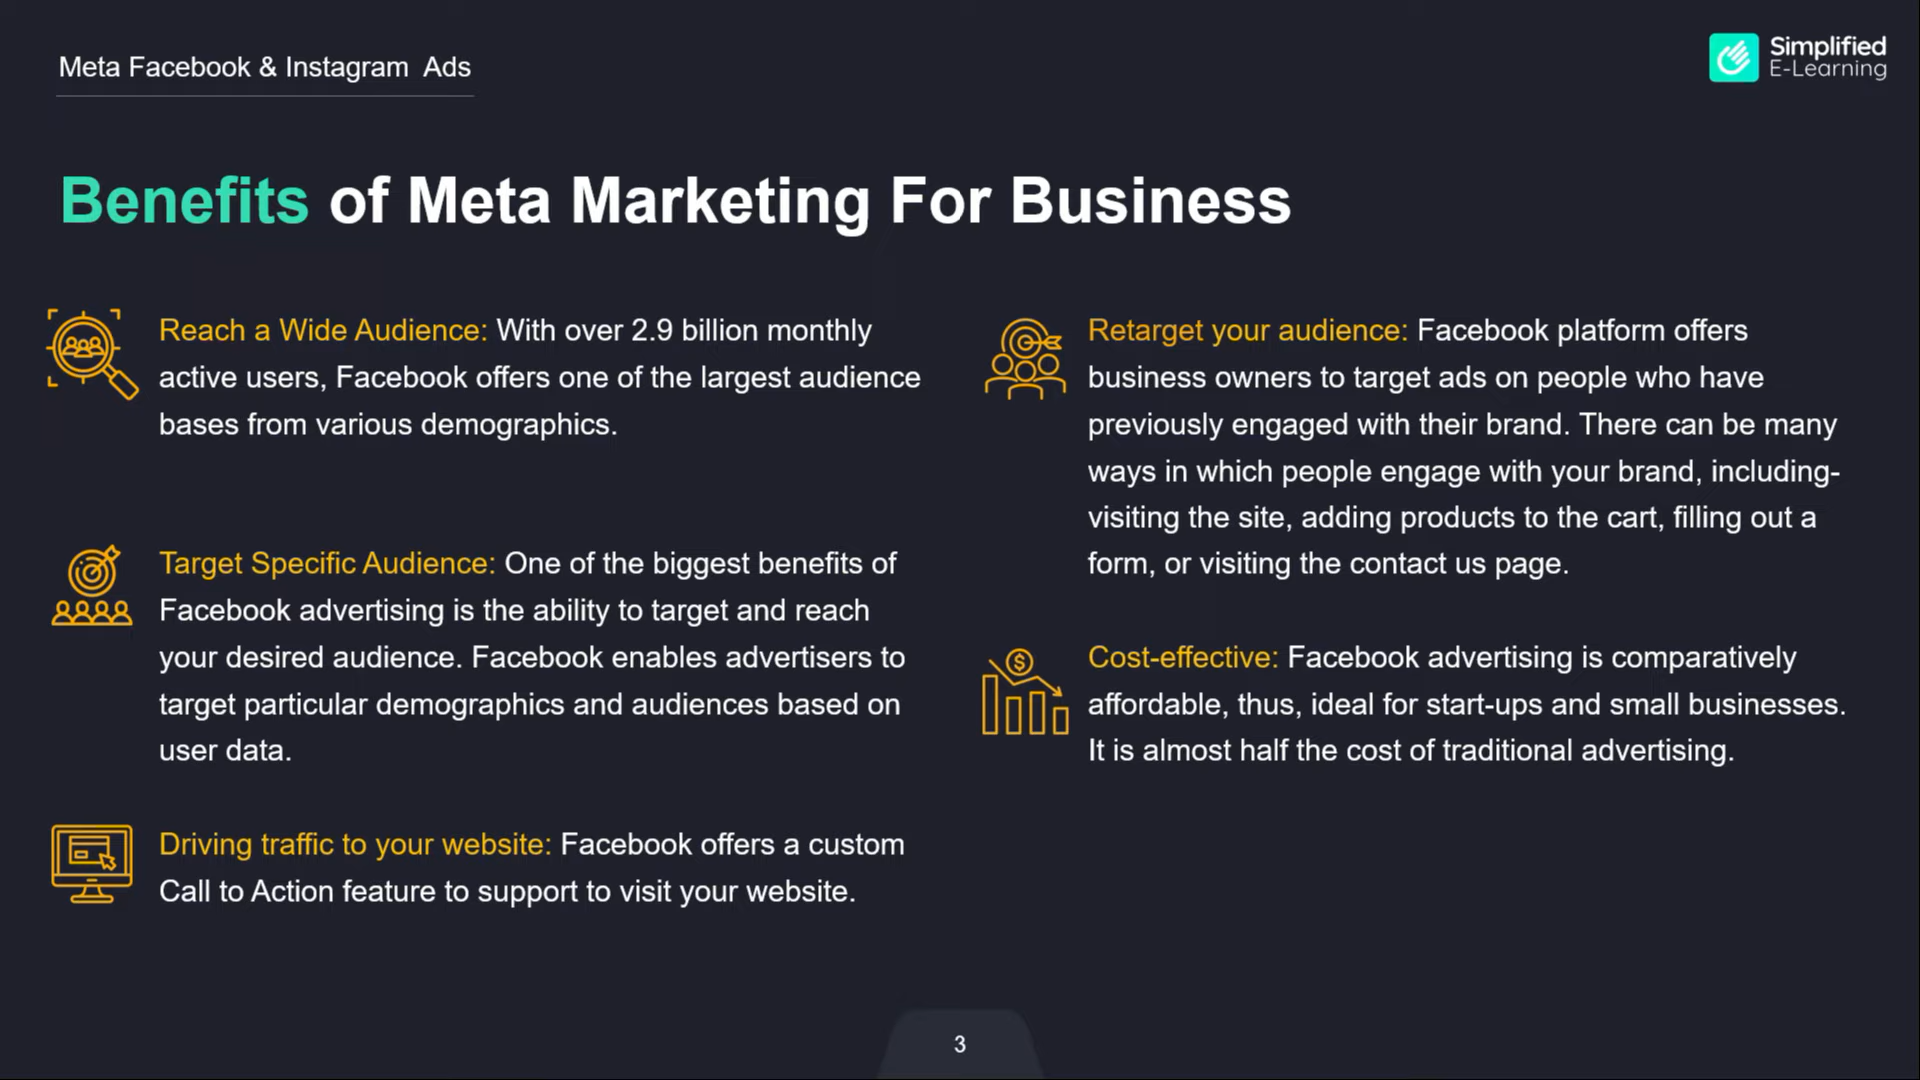 Meta Facebook & Instagram Ads
Simplified
E-Learning
Benefits of Meta Marketing For Business
Reach a Wide Audience: With over 2.9 billion monthly
active users, Facebook offers one of the largest audience
bases from various demographics.
Target Specific Audience: One of the biggest benefits of
Facebook advertising is the ability to target and reach
your desired audience. Facebook enables advertisers to
target particular demographics and audiences based on
user data.
Driving traffic to your website: Facebook offers a custom
Call to Action feature to support to visit your website.
Retarget your audience: Facebook platform offers
business owners to target ads on people who have
previously engaged with their brand. There can be many
ways in which people engage with your brand, including-
visiting the site, adding products to the cart, filling out a
form, or visiting the contact us page.
Cost-effective: Facebook advertising is comparatively
affordable, thus, ideal for start-ups and small businesses.
It is almost half the cost of traditional advertising.
3